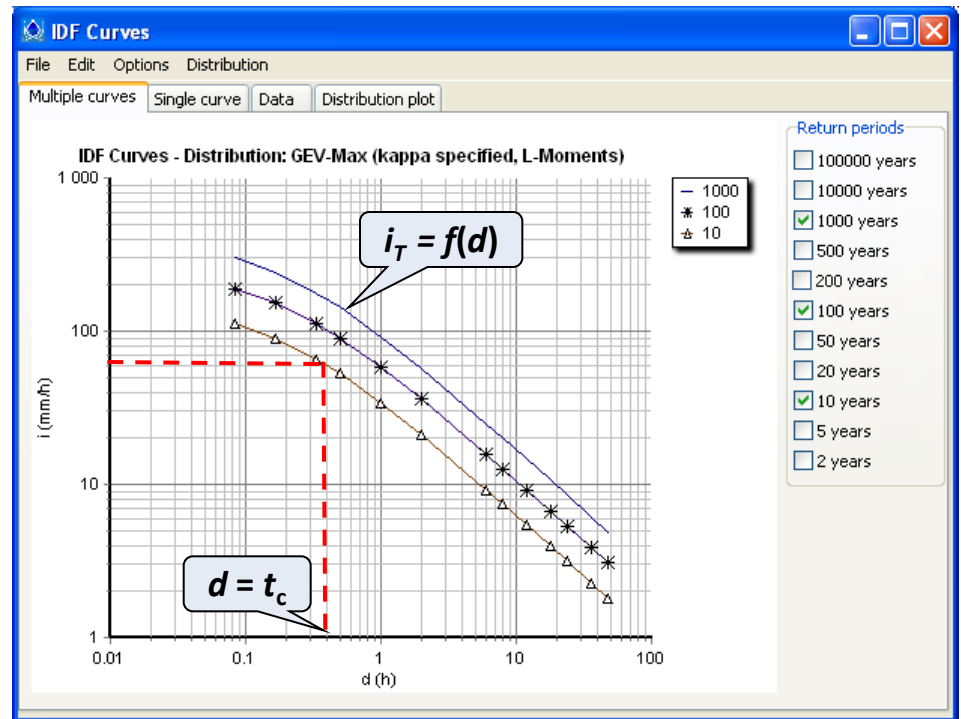 IDF Curves
File Edit Options Distribution
Multiple curves Single curve Data Distribution plot
IDF Curves - Distribution: GEV-Max (kappa specified, L-Moments)
1 000
100
10
1
i (mm/h)
0.01 0.1 1 10 100
d (h)
i_T = f(d)
d = t_c
1000
100
10
Return periods
100000 years
10000 years
1000 years
500 years
200 years
100 years
50 years
20 years
10 years
5 years
2 years